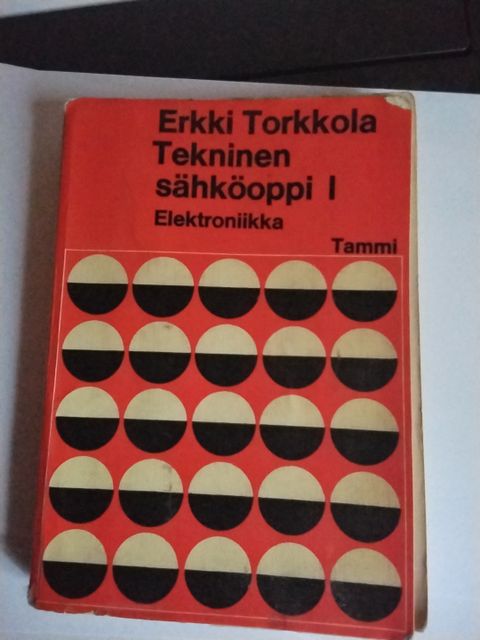 Erkki Torkkola
Tekninen
sähköoppi I
Elektroniikka
Tammi